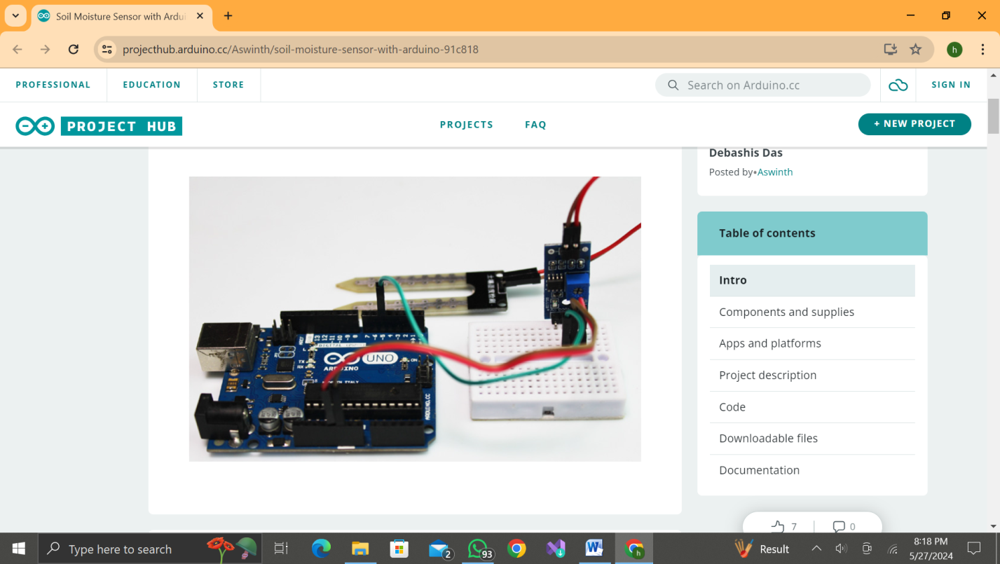 Soil Moisture Sensor with Ardui
projecthub.arduino.cc/Aswinth/soil-moisture-sensor-with-arduino-91c818
h
PROFESSIONAL
EDUCATION
STORE
Search on Arduino.cc
SIGN IN
PROJECT HUB
PROJECTS
FAQ
+ NEW PROJECT
Debashis Das
Posted by•Aswinth
Table of contents
Intro
Components and supplies
Apps and platforms
Project description
Code
Downloadable files
Documentation
UNO
ARDUINO
ARDUINO.CC
7
0
Type here to search
2
93
W
h
Result
8:18 PM
5/27/2024